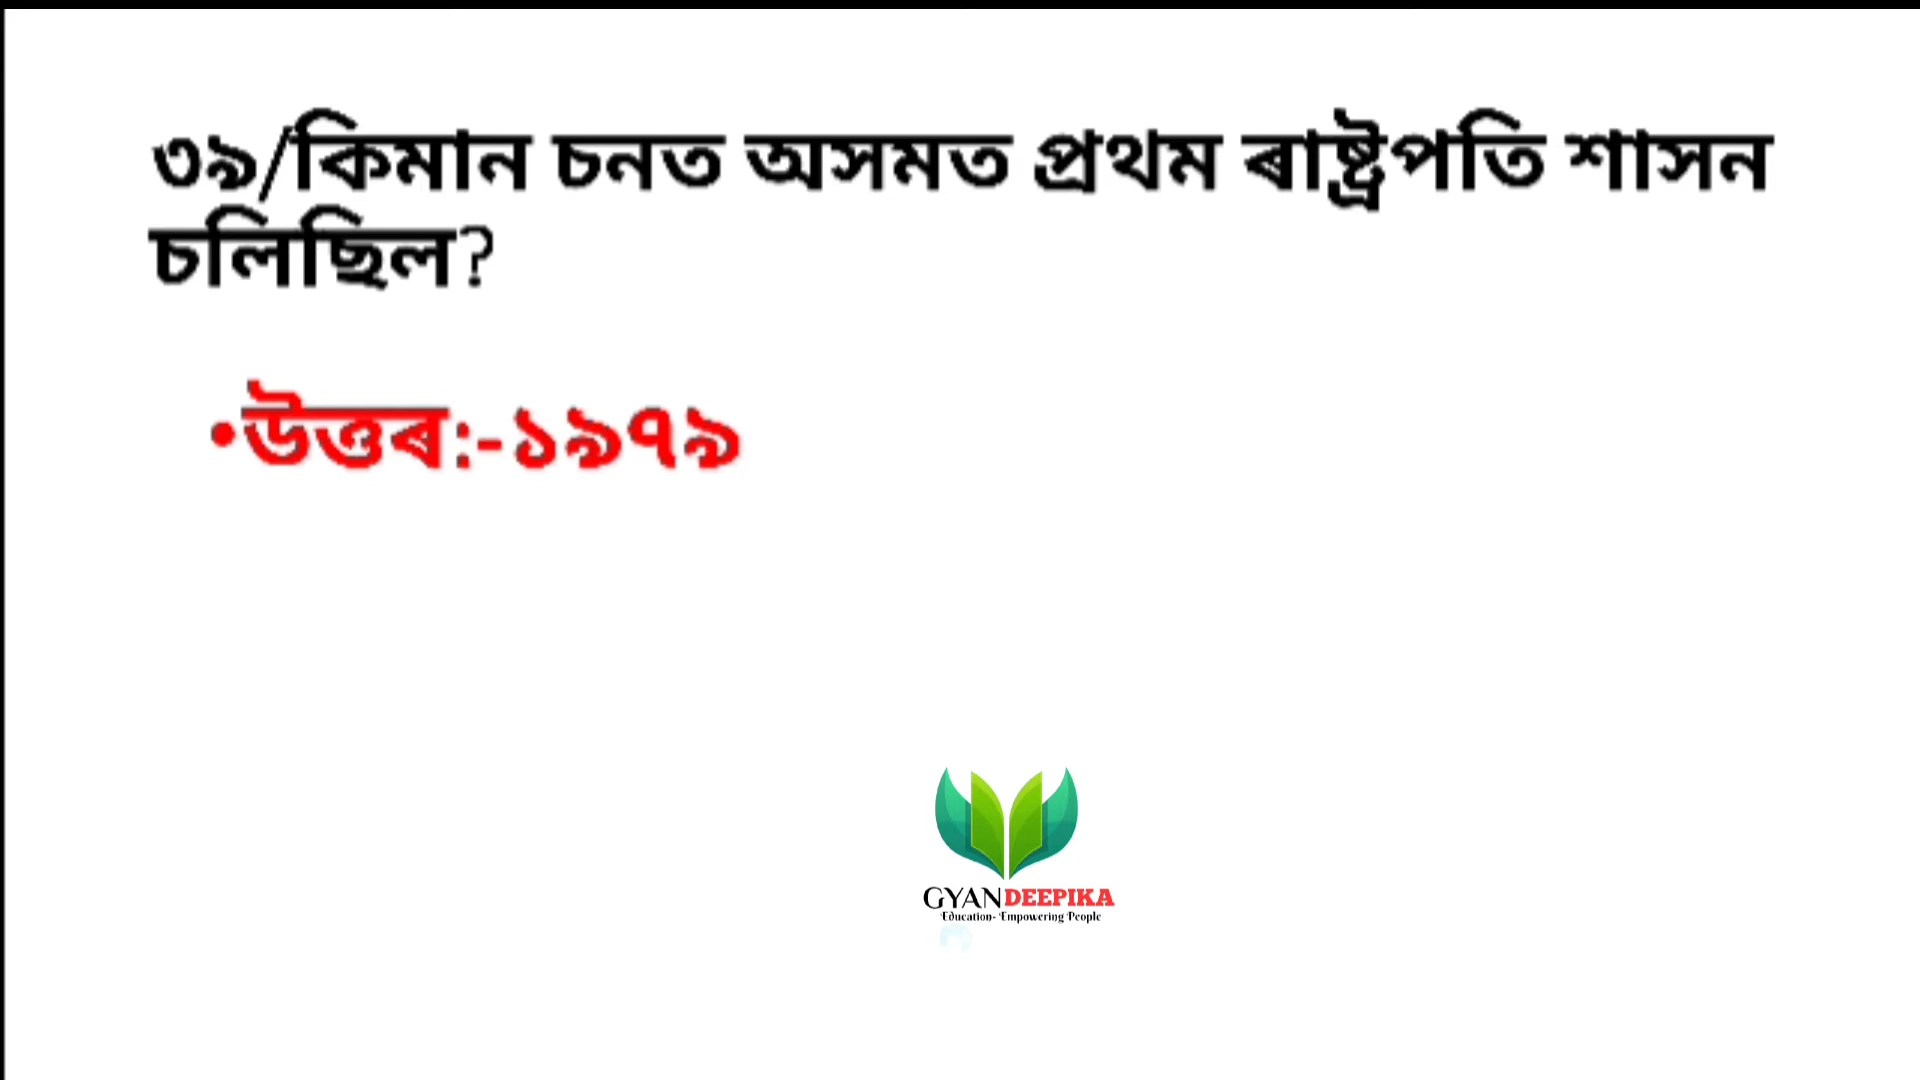 ৩৯/কিমান চনত অসমত প্ৰথম ৰাষ্ট্ৰপতি শাসন
চলিছিল?
•উত্তৰ:-১৯৭৯
GYANDEEPIKA
Education- Empowering People